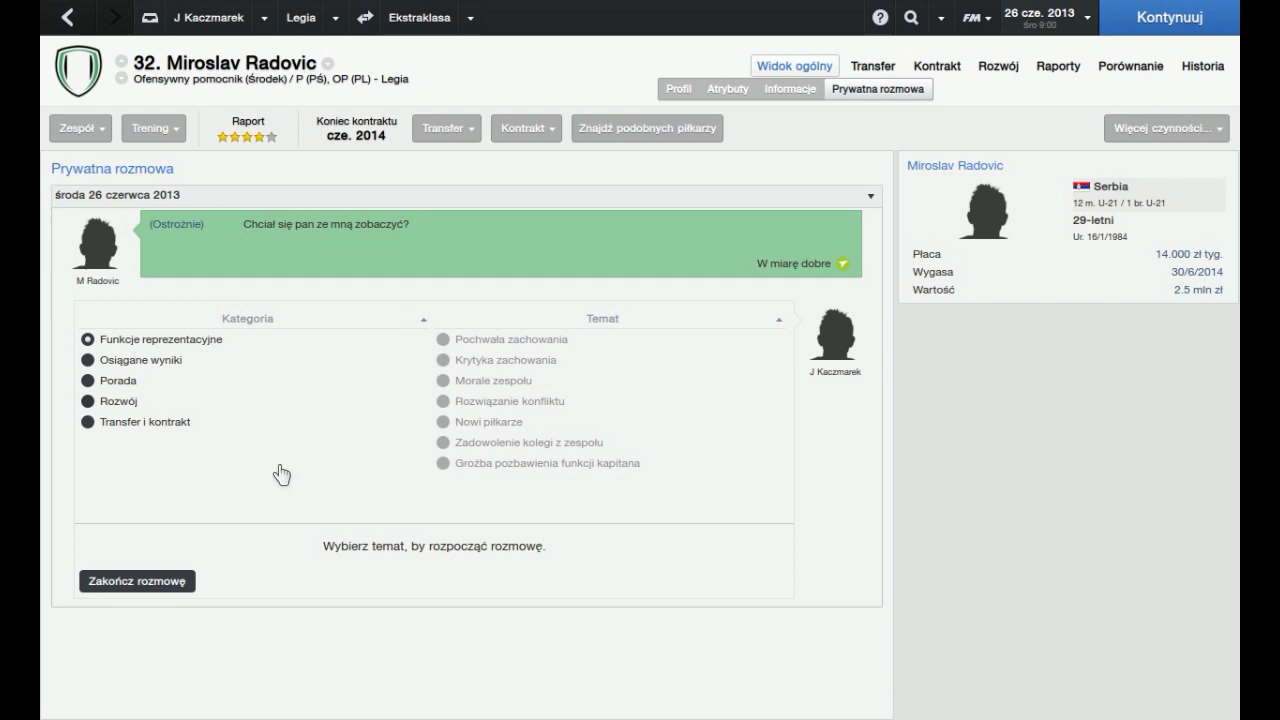 J Kaczmarek
Legia
Ekstraklasa
?
FM
26 cze. 2013
śro 9:00
Kontynuuj
32. Miroslav Radovic
Ofensywny pomocnik (Środek) / P (PŚ), OP (PL) - Legia
Widok ogólny
Transfer
Kontrakt
Rozwój
Raporty
Porównanie
Historia
Profil
Atrybuty
Informacje
Prywatna rozmowa
Zespół
Trening
Raport
Koniec kontraktu
cze. 2014
Transfer
Kontrakt
Znajdź podobnych piłkarzy
Więcej czynności...
Prywatna rozmowa
środa 26 czerwca 2013
(Ostrożnie)
Chciał się pan ze mną zobaczyć?
W miarę dobre
M Radovic
Kategoria
Temat
Funkcje reprezentacyjne
Osiągane wyniki
Porada
Rozwój
Transfer i kontrakt
Pochwała zachowania
Krytyka zachowania
Morale zespołu
Rozwiązanie konfliktu
Nowi piłkarze
Zadowolenie kolegi z zespołu
Groźba pozbawienia funkcji kapitana
J Kaczmarek
Wybierz temat, by rozpocząć rozmowę.
Zakończ rozmowę
Miroslav Radovic
Serbia
12 m. U-21 / 1 br. U-21
29-letni
Ur. 16/1/1984
Płaca
14.000 zł tyg.
Wygasa
30/6/2014
Wartość
2.5 mln zł